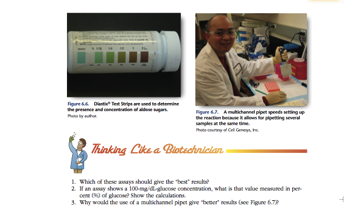 Figure 6.6. Diastix® Test Strips are used to determine
the presence and concentration of aldose sugars.
Photo by author.
Figure 6.7. A multichannel pipet speeds setting up
the reaction because it allows for pipetting several
samples at the same time.
Photo courtesy of Cell Genesys, Inc.
Thinking Like a Biotechnician
1. Which of these assays should give the "best" results?
2. If an assay shows a 100-mg/dL-glucose concentration, what is that value measured in per-
cent (%) of glucose? Show the calculations.
3. Why would the use of a multichannel pipet give "better" results (see Figure 6.7)?